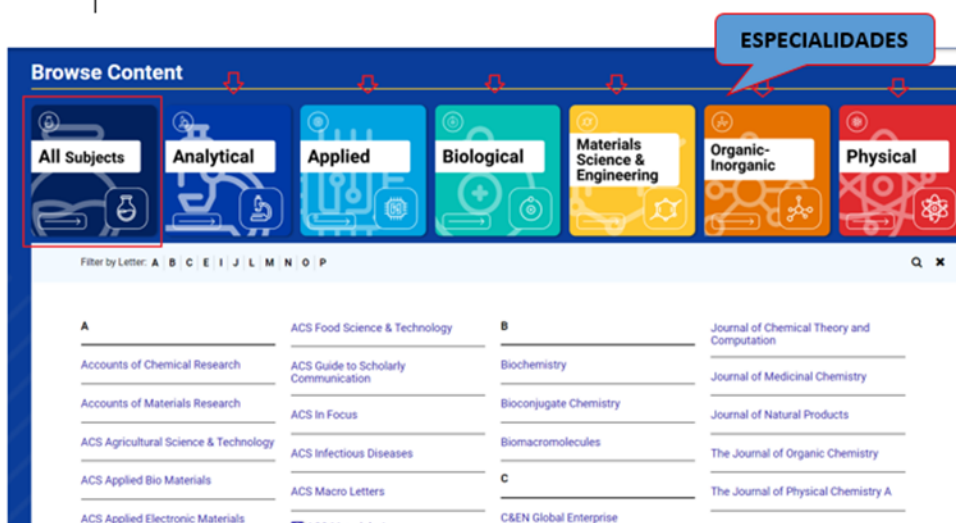 ESPECIALIDADES
Browse Content
All Subjects
Analytical
Applied
Biological
Materials
Science &
Engineering
Organic-
Inorganic
Physical
Filter by Letter: A B C E I J L M N O P
A
Accounts of Chemical Research
Accounts of Materials Research
ACS Agricultural Science & Technology
ACS Applied Bio Materials
ACS Applied Electronic Materials
ACS Food Science & Technology
ACS Guide to Scholarly
Communication
ACS In Focus
ACS Infectious Diseases
ACS Macro Letters
B
Biochemistry
Bioconjugate Chemistry
Biomacromolecules
C
C&EN Global Enterprise
Journal of Chemical Theory and
Computation
Journal of Medicinal Chemistry
Journal of Natural Products
The Journal of Organic Chemistry
The Journal of Physical Chemistry A